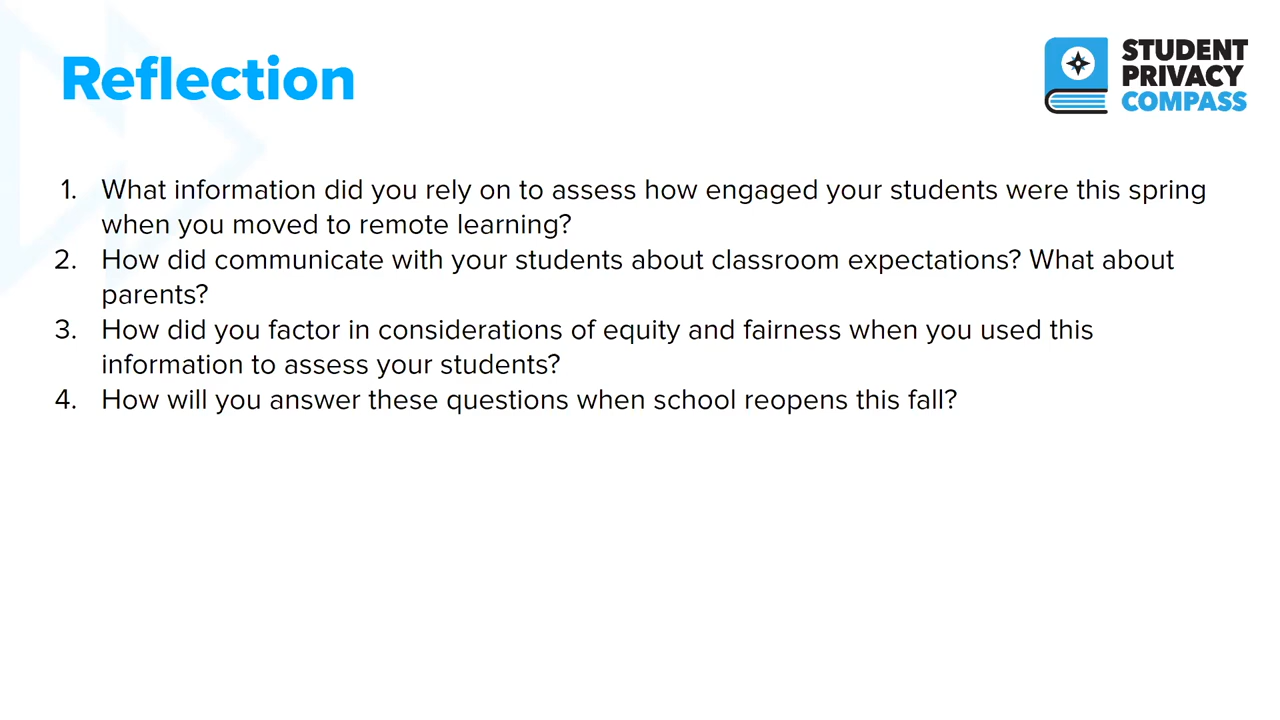 Reflection
STUDENT
PRIVACY
COMPASS
1. What information did you rely on to assess how engaged your students were this spring
when you moved to remote learning?
2. How did communicate with your students about classroom expectations? What about
parents?
3. How did you factor in considerations of equity and fairness when you used this
information to assess your students?
4. How will you answer these questions when school reopens this fall?